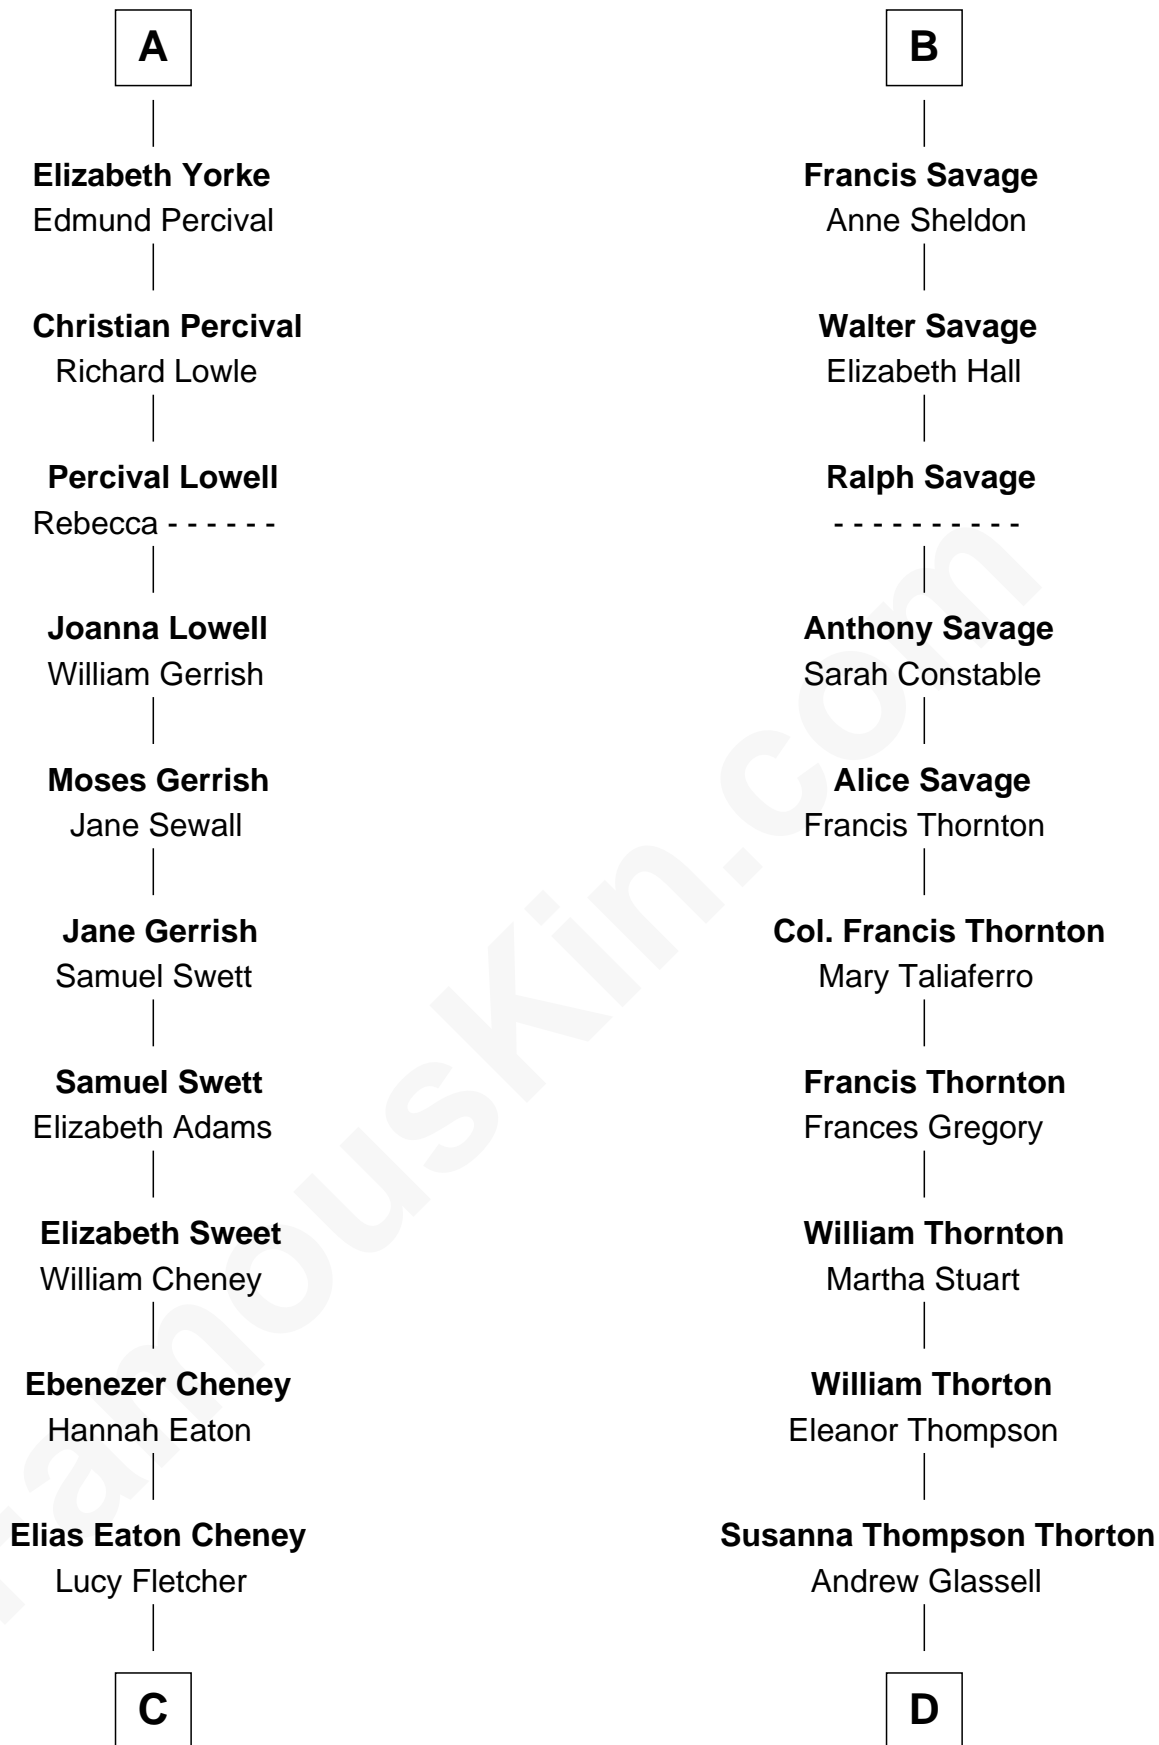 A
Elizabeth Yorke
Edmund Percival
Christian Percival
Richard Lowle
Percival Lowell
Rebecca - - - - - -
Joanna Lowell
William Gerrish
Moses Gerrish
Jane Sewall
Jane Gerrish
Samuel Swett
Samuel Swett
Elizabeth Adams
Elizabeth Sweet
William Cheney
Ebenezer Cheney
Hannah Eaton
Elias Eaton Cheney
Lucy Fletcher
C
B
Francis Savage
Anne Sheldon
Walter Savage
Elizabeth Hall
Ralph Savage
- - - - - - - - - -
Anthony Savage
Sarah Constable
Alice Savage
Francis Thornton
Col. Francis Thornton
Mary Taliaferro
Francis Thornton
Frances Gregory
William Thornton
Martha Stuart
William Thorton
Eleanor Thompson
Susanna Thompson Thorton
Andrew Glassell
D
FamousKin.com